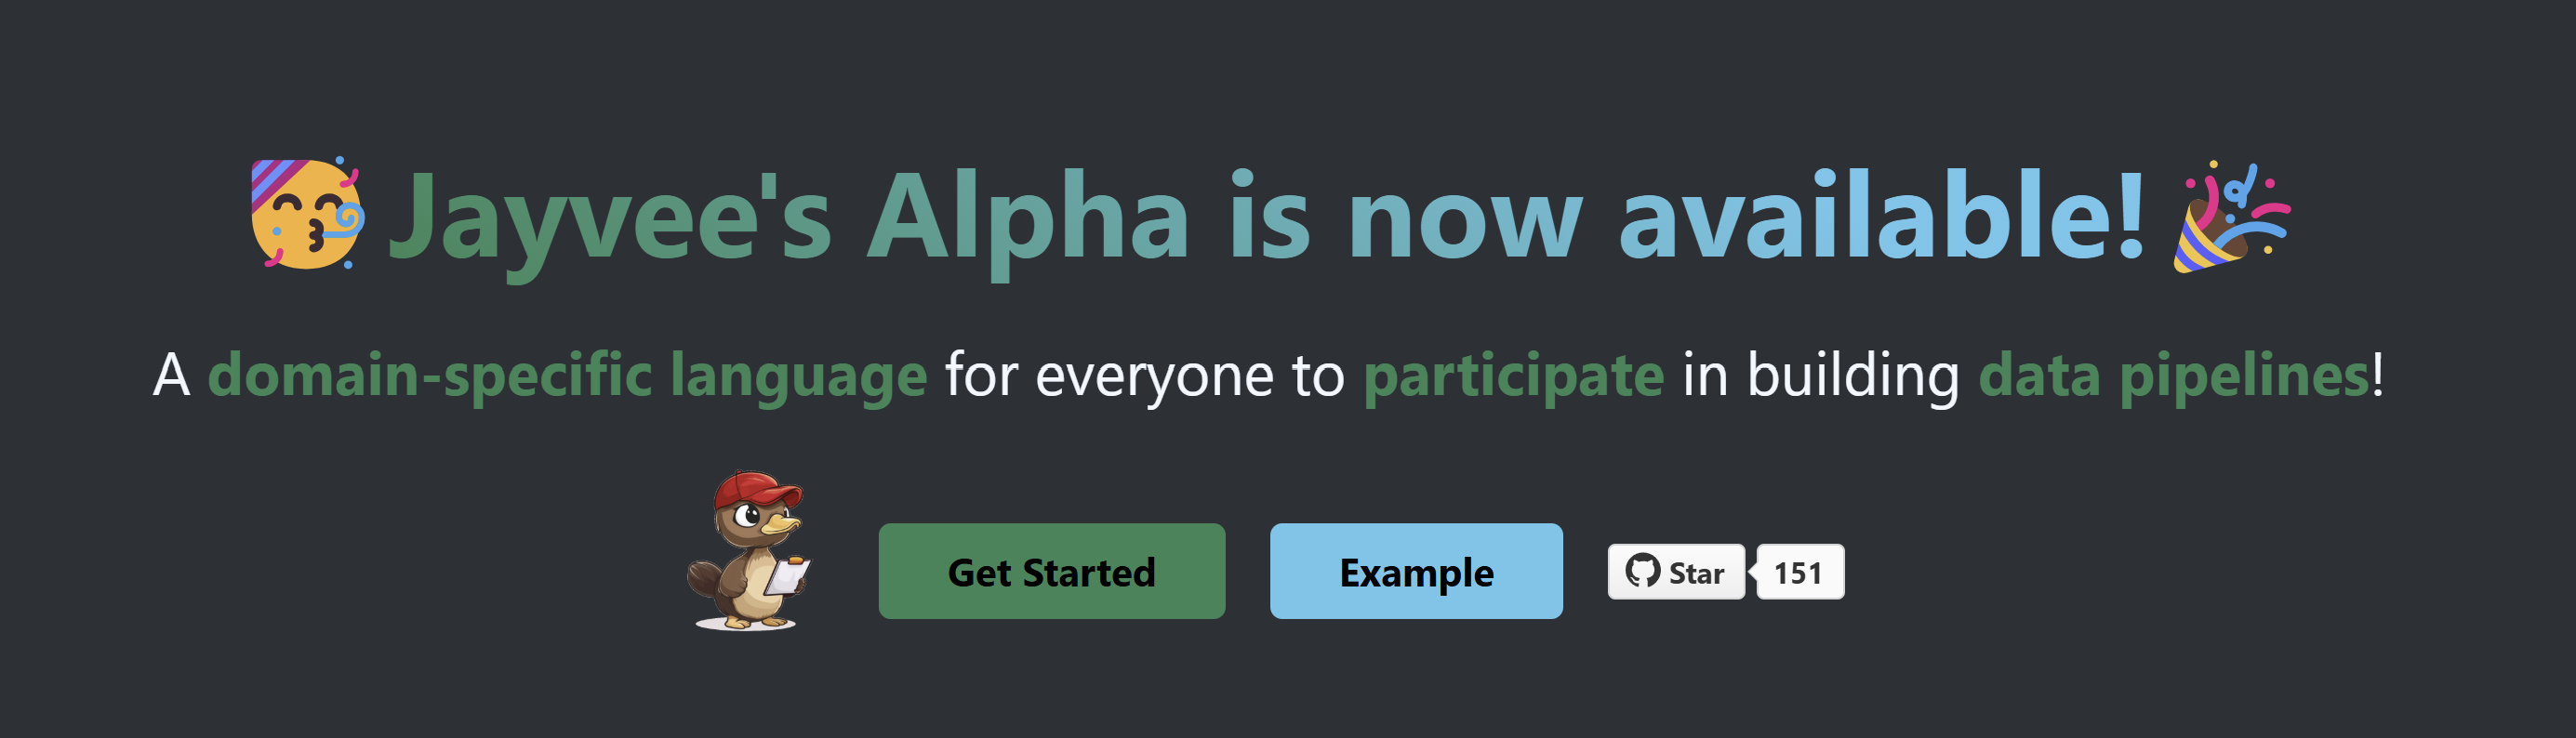 🥳 Jayvee's Alpha is now available! 🎉
A domain-specific language for everyone to participate in building data pipelines!
Get Started Example Star 151